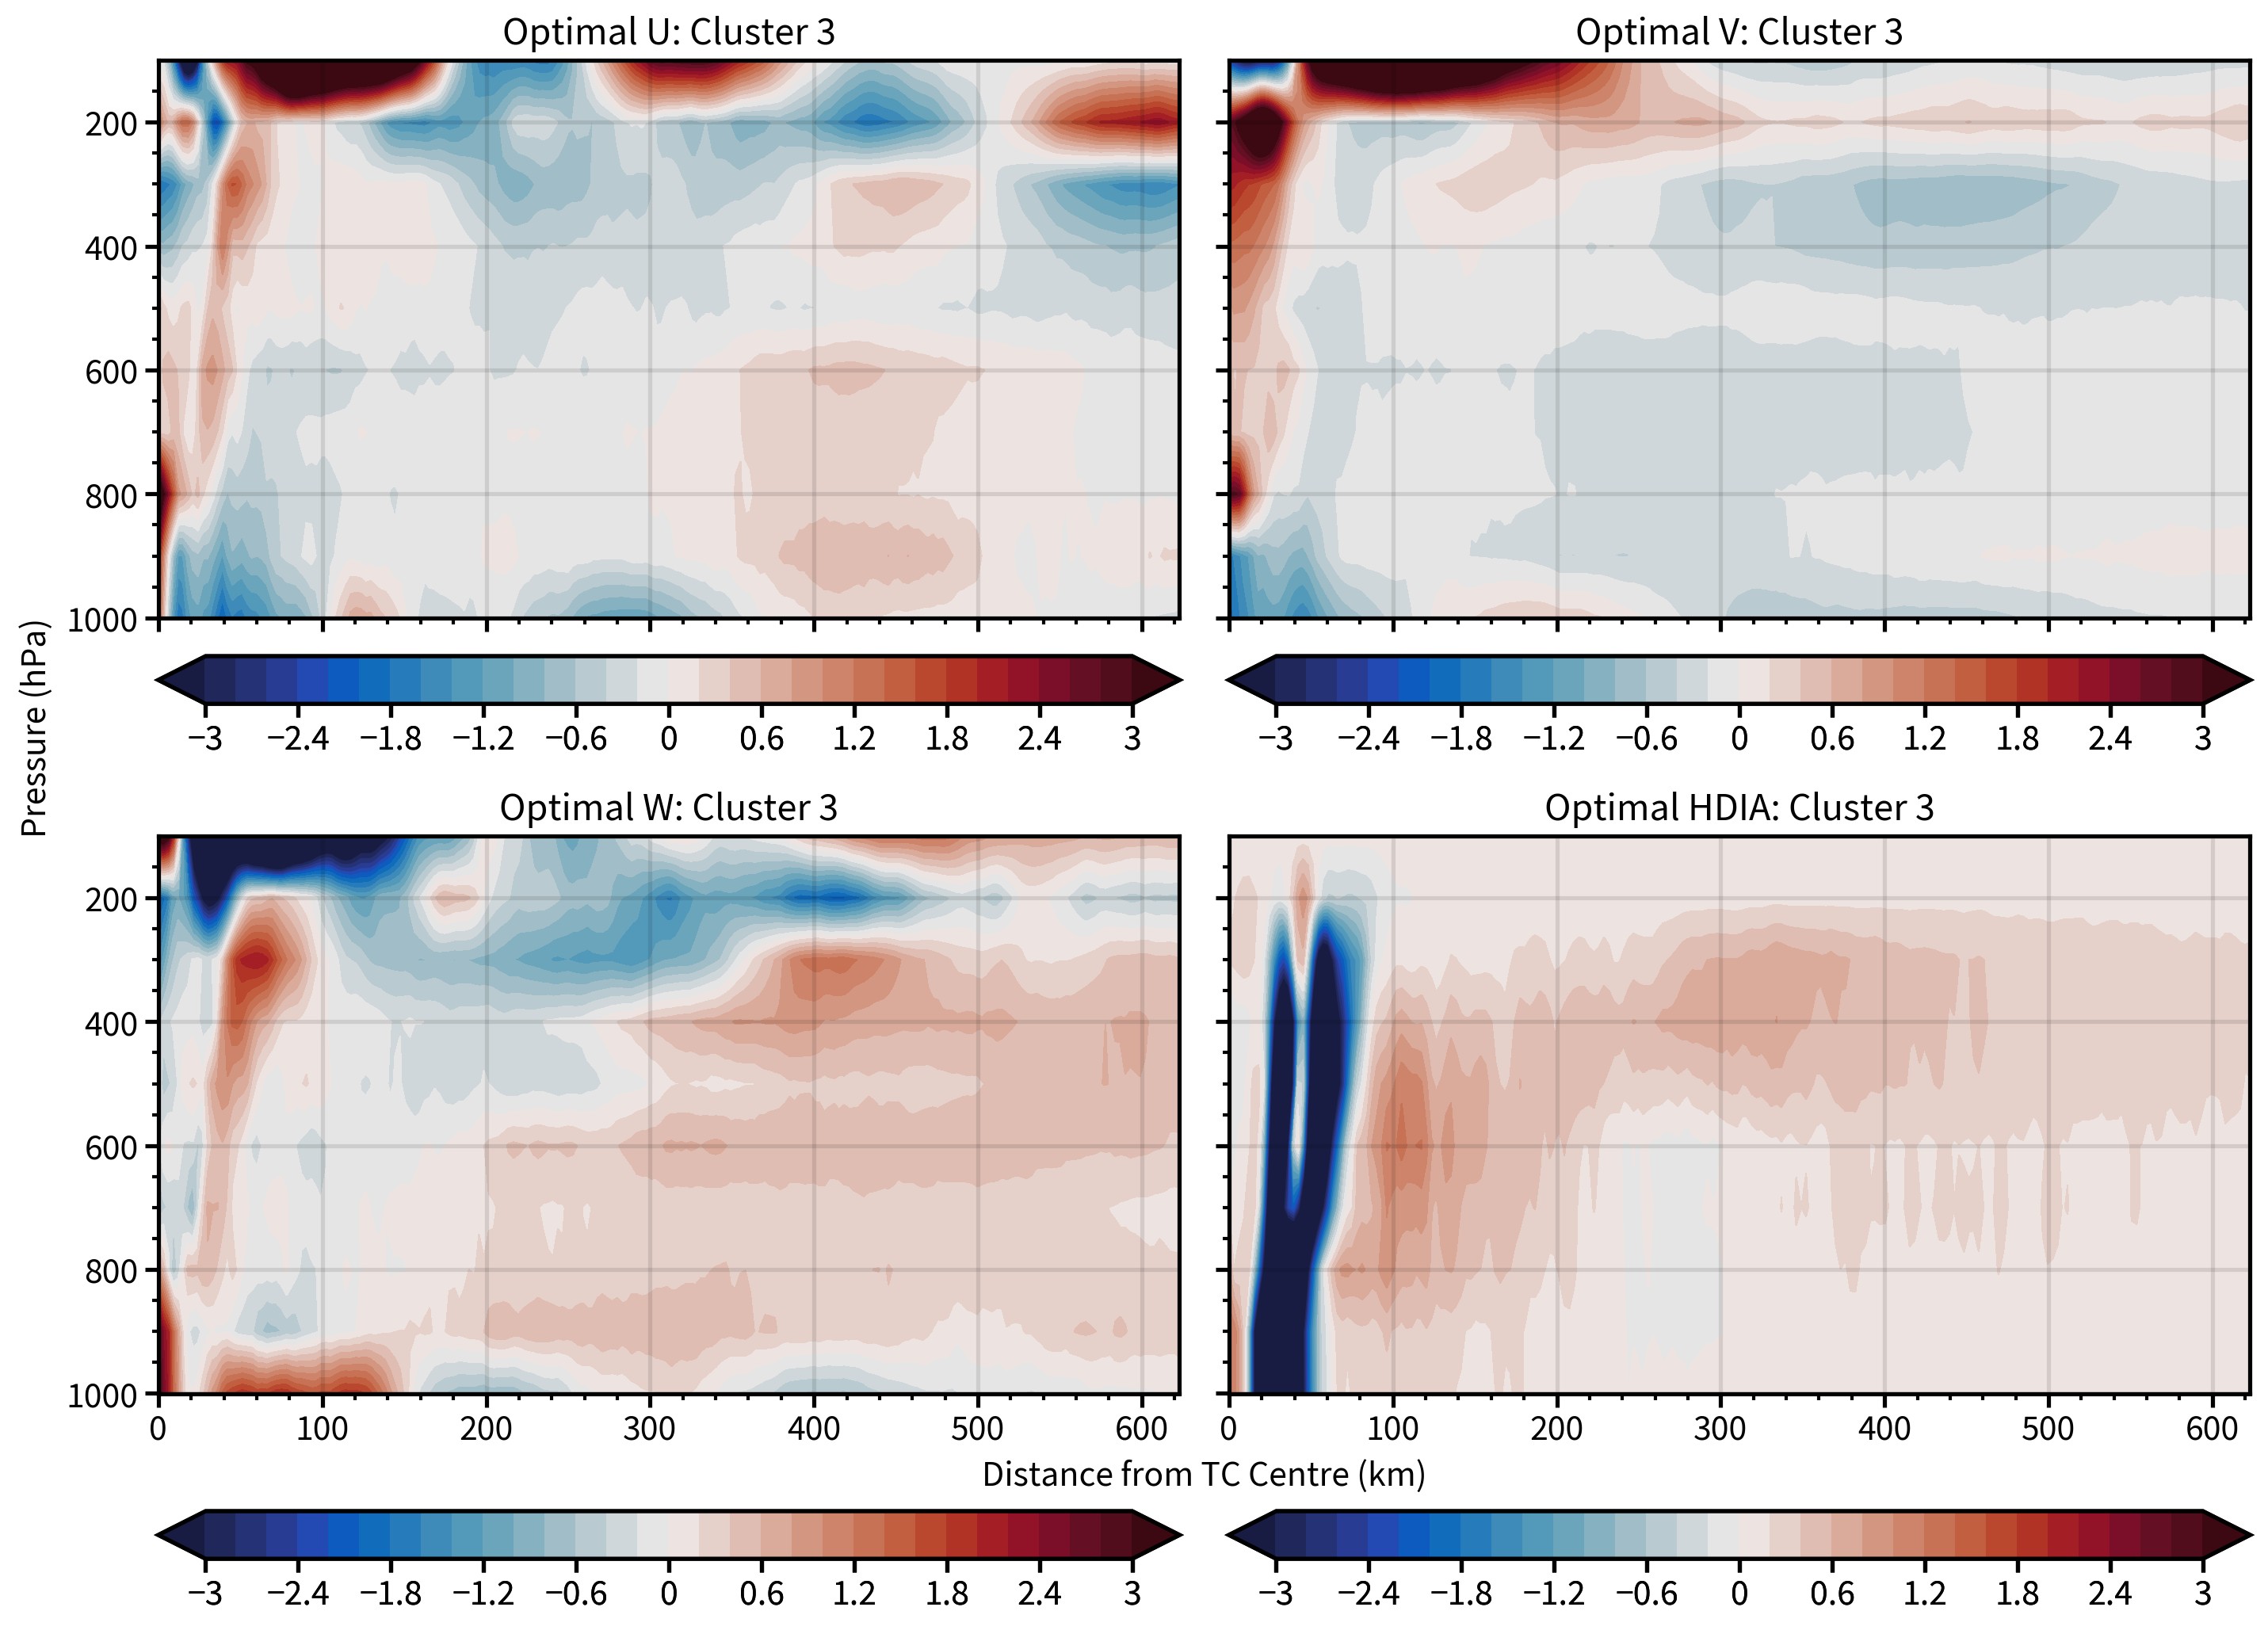 Optimal U: Cluster 3
Optimal V: Cluster 3
200
400
600
800
1000
−3 −2.4 −1.8 −1.2 −0.6 0 0.6 1.2 1.8 2.4 3
−3 −2.4 −1.8 −1.2 −0.6 0 0.6 1.2 1.8 2.4 3
Pressure (hPa)
Optimal W: Cluster 3
Optimal HDIA: Cluster 3
200
400
600
800
1000
0 100 200 300 400 500 600
0 100 200 300 400 500 600
Distance from TC Centre (km)
−3 −2.4 −1.8 −1.2 −0.6 0 0.6 1.2 1.8 2.4 3
−3 −2.4 −1.8 −1.2 −0.6 0 0.6 1.2 1.8 2.4 3